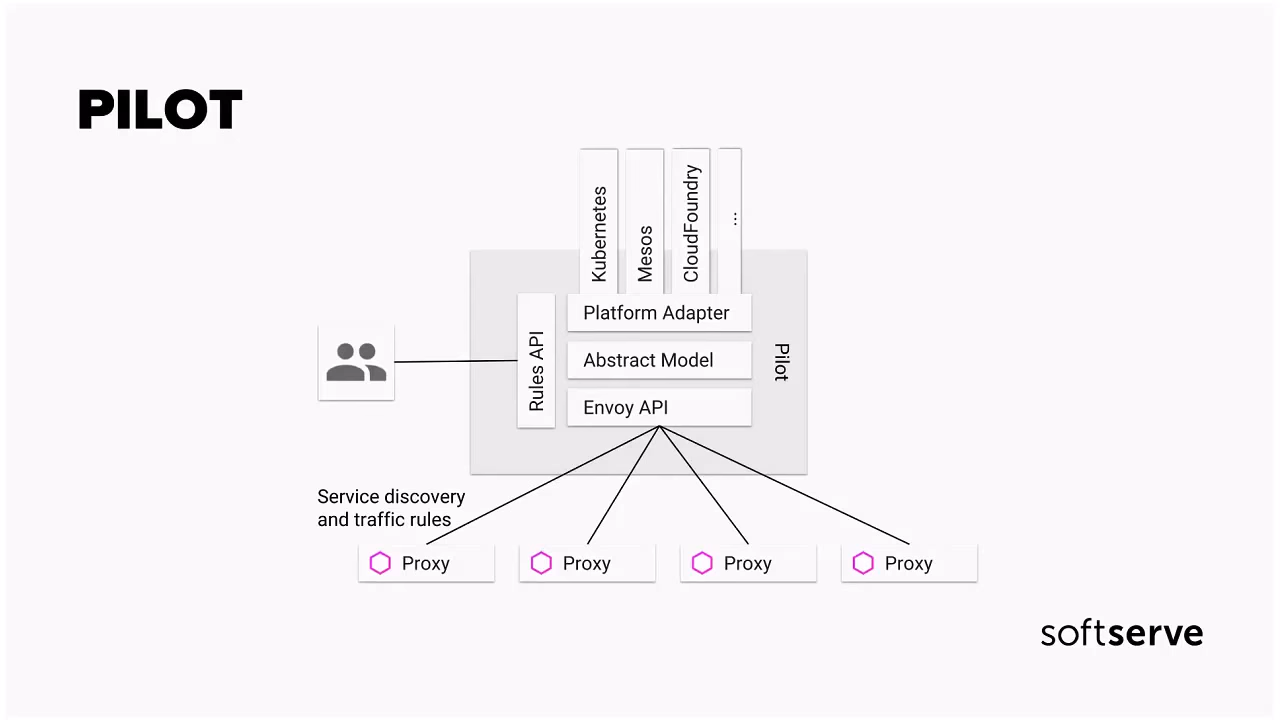 PILOT
Kubernetes
Mesos
CloudFoundry
...
Platform Adapter
Rules API
Abstract Model
Pilot
Envoy API
Service discovery
and traffic rules
Proxy
Proxy
Proxy
Proxy
softserve